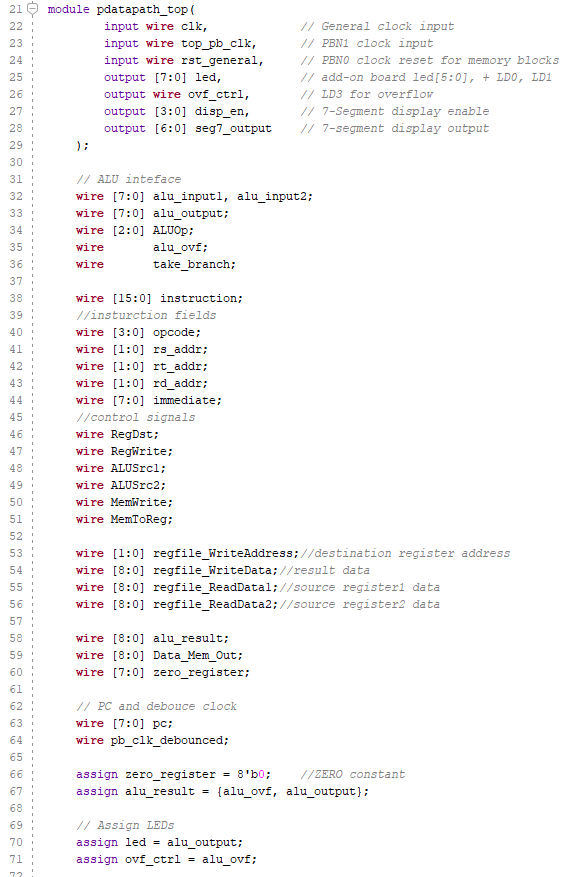 21 module pdatapath_top(
22 input wire clk, // General clock input
23 input wire top_pb_clk, // PBN1 clock input
24 input wire rst_general, // PBN0 clock reset for memory blocks
25 output [7:0] led, // add-on board led[5:0], + LD0, LD1
26 output wire ovf_ctrl, // LD3 for overflow
27 output [3:0] disp_en, // 7-Segment display enable
28 output [6:0] seg7_output // 7-segment display output
29 );
30
31 // ALU inteface
32 wire [7:0] alu_input1, alu_input2;
33 wire [7:0] alu_output;
34 wire [2:0] ALUOp;
35 wire alu_ovf;
36 wire take_branch;
37
38 wire [15:0] instruction;
39 //insturction fields
40 wire [3:0] opcode;
41 wire [1:0] rs_addr;
42 wire [1:0] rt_addr;
43 wire [1:0] rd_addr;
44 wire [7:0] immediate;
45 //control signals
46 wire RegDst;
47 wire RegWrite;
48 wire ALUSrc1;
49 wire ALUSrc2;
50 wire MemWrite;
51 wire MemToReg;
52
53 wire [1:0] regfile_WriteAddress;//destination register address
54 wire [8:0] regfile_WriteData;//result data
55 wire [8:0] regfile_ReadData1;//source register1 data
56 wire [8:0] regfile_ReadData2;//source register2 data
57
58 wire [8:0] alu_result;
59 wire [8:0] Data_Mem_Out;
60 wire [7:0] zero_register;
61
62 // PC and debouce clock
63 wire [7:0] pc;
64 wire pb_clk_debounced;
65
66 assign zero_register = 8'b0; //ZERO constant
67 assign alu_result = {alu_ovf, alu_output};
68
69 // Assign LEDs
70 assign led = alu_output;
71 assign ovf_ctrl = alu_ovf;
72